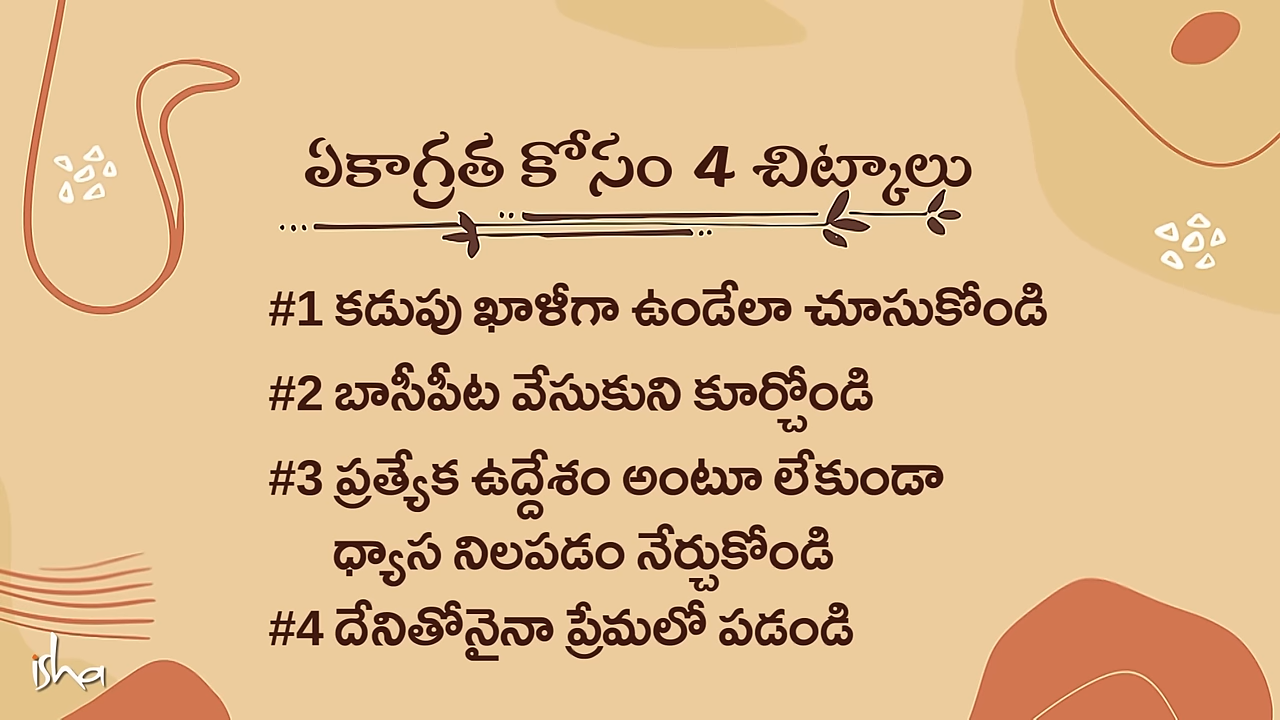 ఏకాగ్రత కోసం 4 చిట్కాలు
#1 కడుపు ఖాళీగా ఉండేలా చూసుకోండి
#2 బాసీపీట వేసుకుని కూర్చోండి
#3 ప్రత్యేక ఉద్దేశం అంటూ లేకుండా
ధ్యాస నిలపడం నేర్చుకోండి
#4 దేనితోనైనా ప్రేమలో పడండి
isha